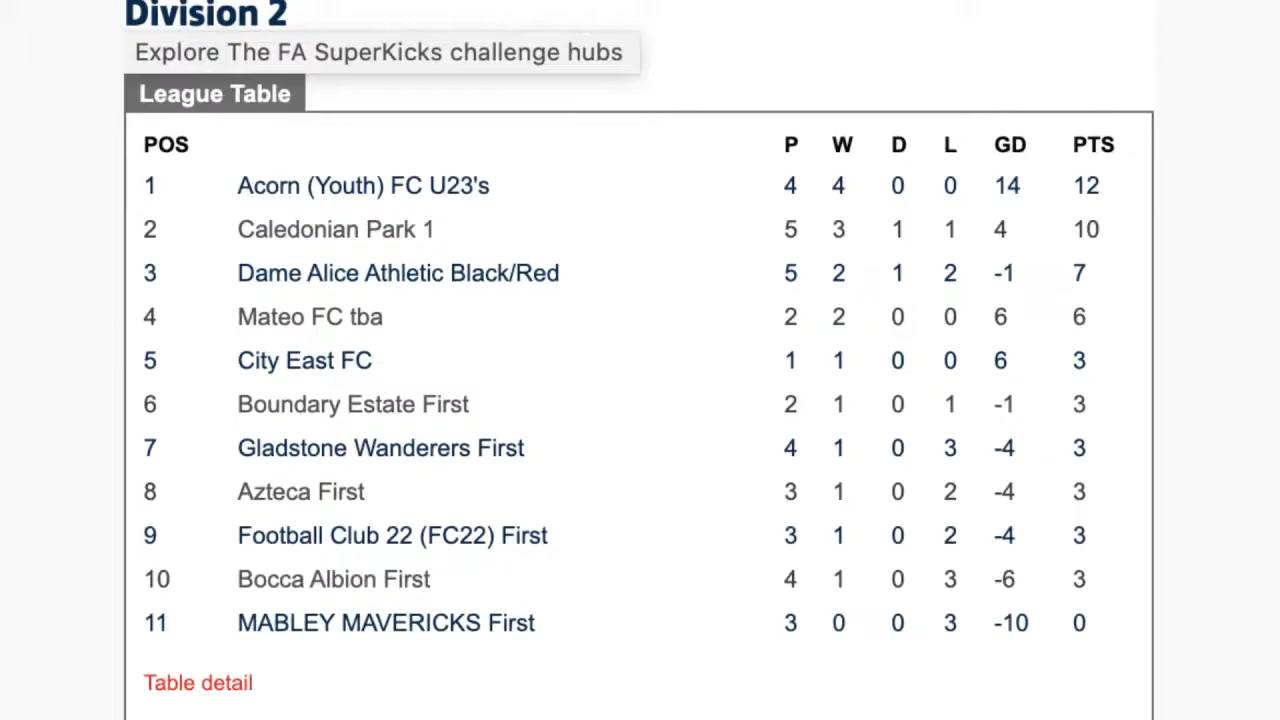 Division 2
Explore The FA SuperKicks challenge hubs
League Table
POS P W D L GD PTS
1 Acorn (Youth) FC U23's 4 4 0 0 14 12
2 Caledonian Park 1 5 3 1 1 4 10
3 Dame Alice Athletic Black/Red 5 2 1 2 -1 7
4 Mateo FC tba 2 2 0 0 6 6
5 City East FC 1 1 0 0 6 3
6 Boundary Estate First 2 1 0 1 -1 3
7 Gladstone Wanderers First 4 1 0 3 -4 3
8 Azteca First 3 1 0 2 -4 3
9 Football Club 22 (FC22) First 3 1 0 2 -4 3
10 Bocca Albion First 4 1 0 3 -6 3
11 MABLEY MAVERICKS First 3 0 0 3 -10 0
Table detail